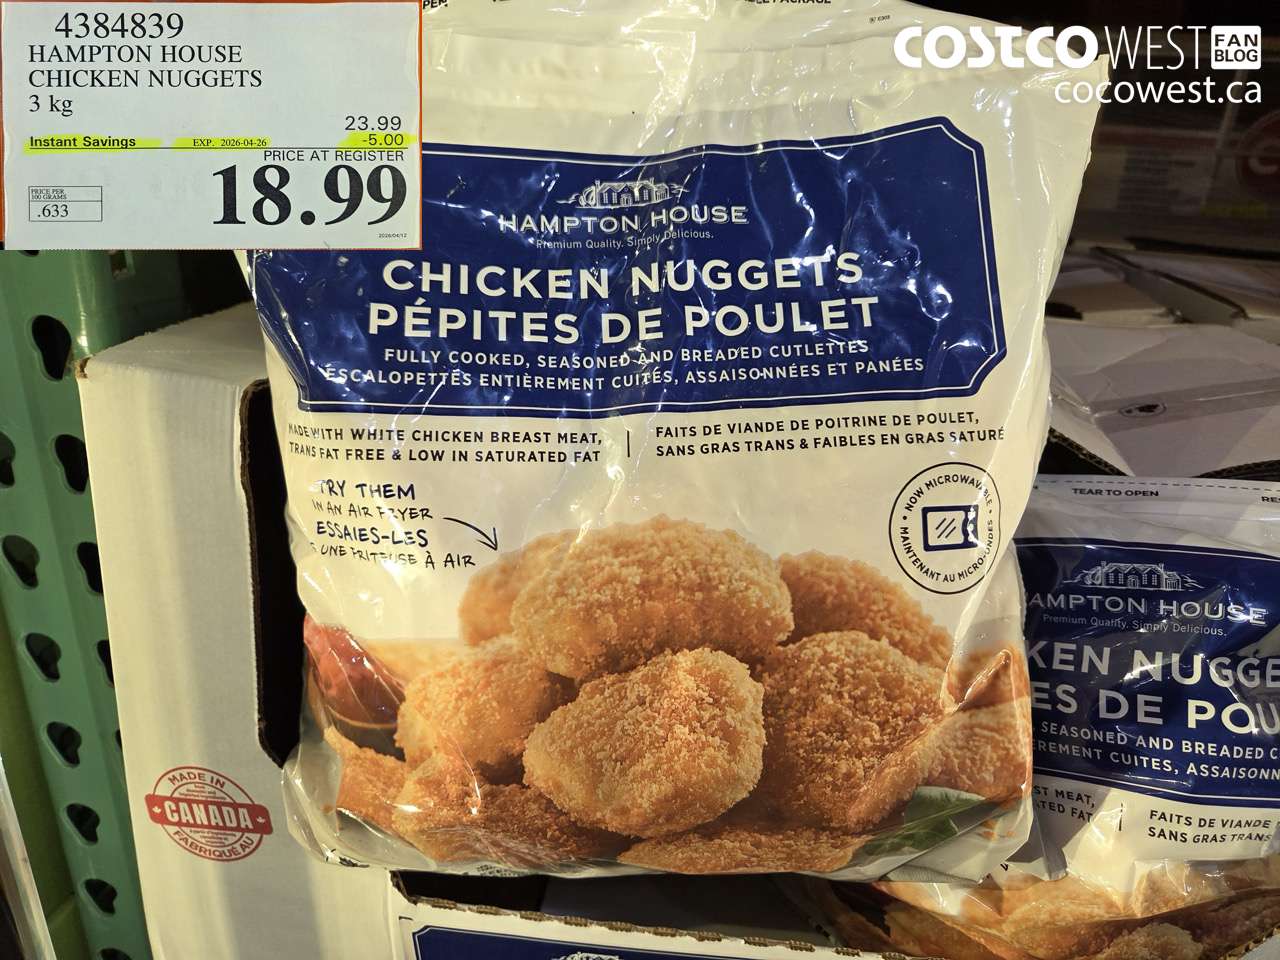 4384839
HAMPTON HOUSE
CHICKEN NUGGETS
3 kg
23.99
Instant Savings EXP. 2026-04-26 -5.00
PRICE AT REGISTER
18.99
PRICE PER
100 GRAMS
.633
2026/04/12
COSTCO WEST FAN BLOG
cocowest.ca
HAMPTON HOUSE
Premium Quality. Simply Delicious.
CHICKEN NUGGETS
PÉPITES DE POULET
FULLY COOKED, SEASONED AND BREADED CUTLETTES
ESCALOPETTES ENTIÈREMENT CUITES, ASSAISONNÉES ET PANÉES
MADE WITH WHITE CHICKEN BREAST MEAT,
TRANS FAT FREE & LOW IN SATURATED FAT
FAITS DE VIANDE DE POITRINE DE POULET,
SANS GRAS TRANS & FAIBLES EN GRAS SATURÉ
TRY THEM
IN AN AIR FRYER
ESSAIES-LES
UNE FRITEUSE À AIR
NOW MICROWAVABLE
MAINTENANT AU MICRO-ONDES
MADE IN
CANADA
FABRIQUÉ AU
TEAR TO OPEN
RES
AMPTON HOUSE
Premium Quality. Simply Delicious.
KEN NUGGE
ES DE POU
SEASONED AND BREADED C
REMENT CUITES, ASSAISONN
ST MEAT,
TED FAT
FAITS DE VIANDE
SANS GRAS TRANS
HAMPTON HOUSE